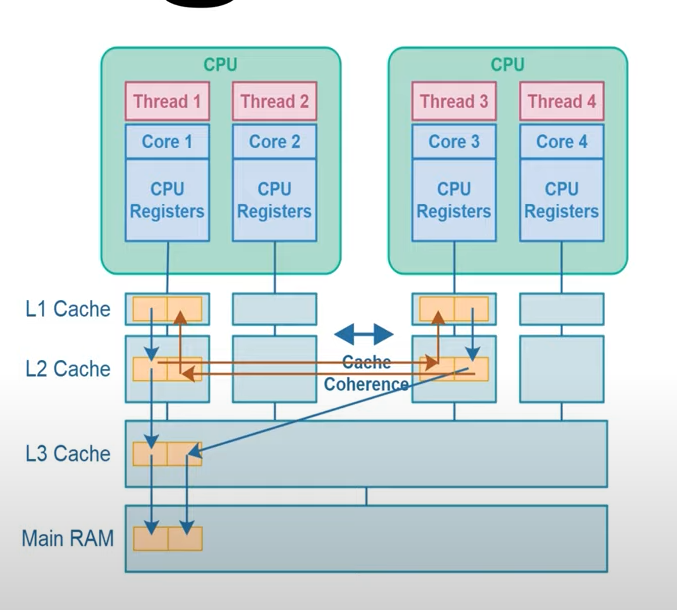 CPU
CPU
Thread 1
Thread 2
Thread 3
Thread 4
Core 1
Core 2
Core 3
Core 4
CPU
Registers
CPU
Registers
CPU
Registers
CPU
Registers
L1 Cache
L2 Cache
Cache
Coherence
L3 Cache
Main RAM